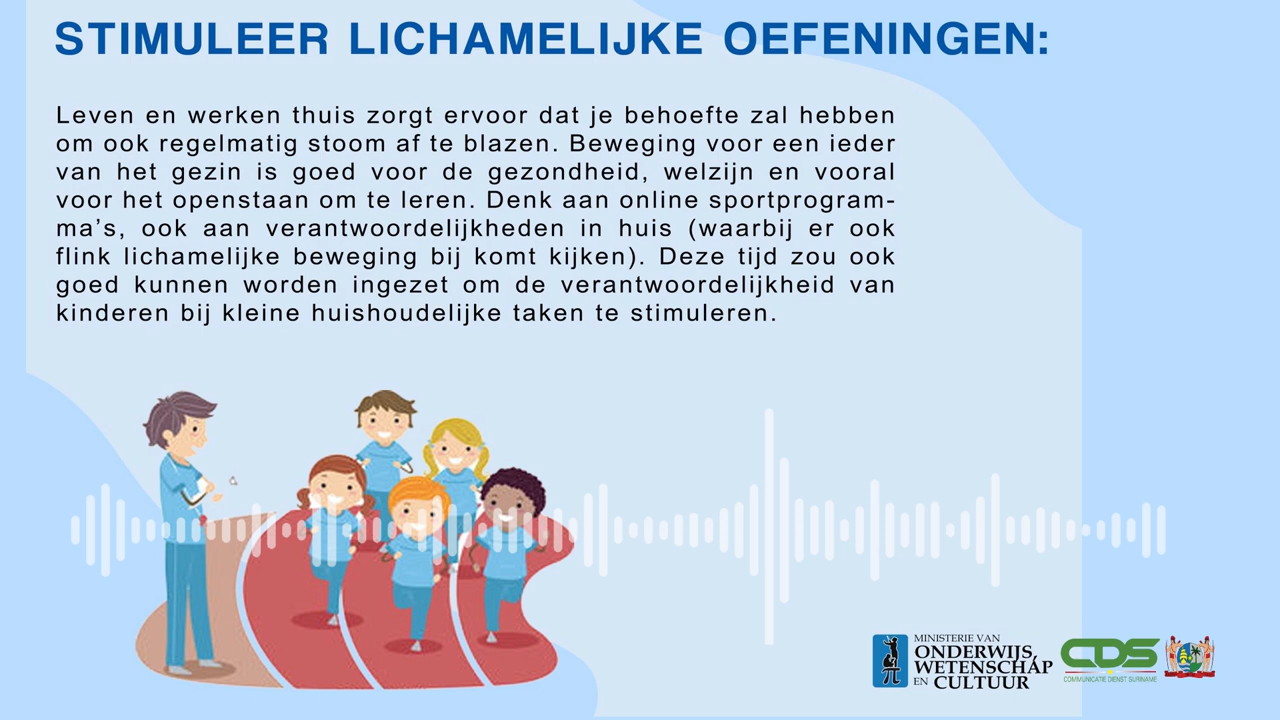 STIMULEER LICHAMELIJKE OEFENINGEN:
Leven en werken thuis zorgt ervoor dat je behoefte zal hebben
om ook regelmatig stoom af te blazen. Beweging voor een ieder
van het gezin is goed voor de gezondheid, welzijn en vooral
voor het openstaan om te leren. Denk aan online sportprogram-
ma's, ook aan verantwoordelijkheden in huis (waarbij er ook
flink lichamelijke beweging bij komt kijken). Deze tijd zou ook
goed kunnen worden ingezet om de verantwoordelijkheid van
kinderen bij kleine huishoudelijke taken te stimuleren.
MINISTERIE VAN
ONDERWIJS,
WETENSCHAP
EN CULTUUR
CDS
COMMUNICATIE DIENST SURINAME